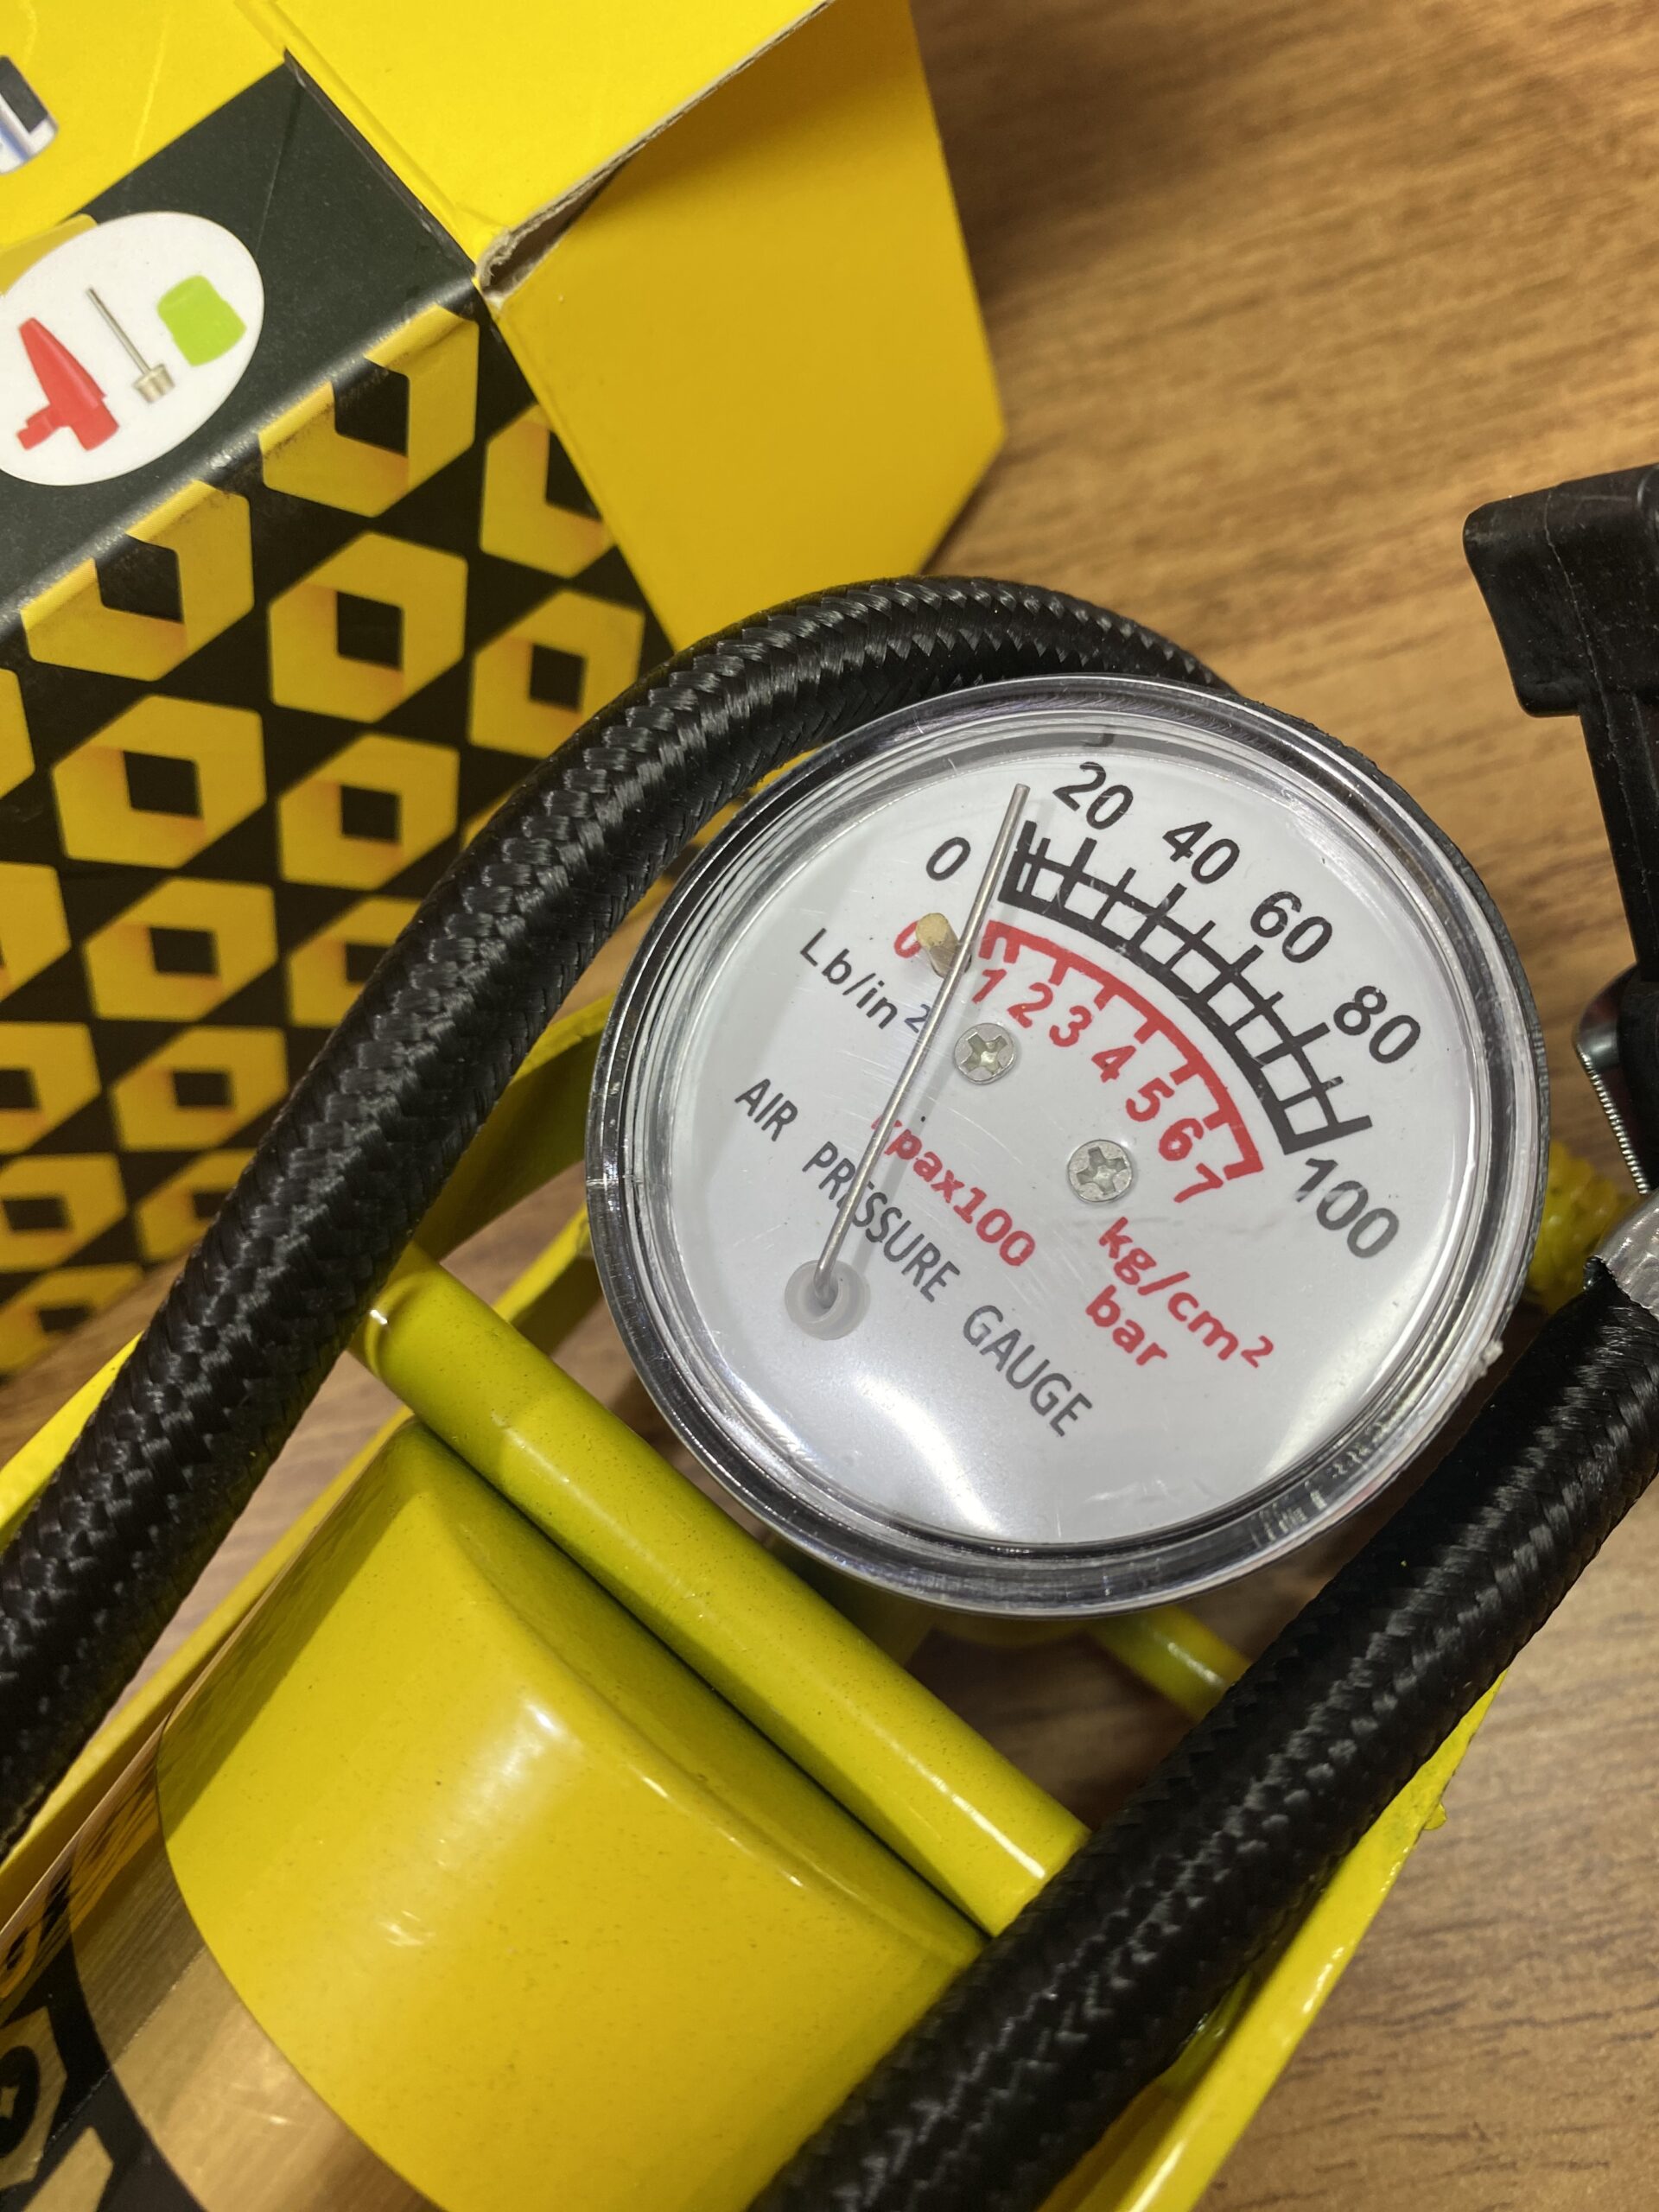 0 20 40 60 80 100
0 1 2 3 4 5 6 7
Lb/in²
kpax100
kg/cm²
bar
AIR PRESSURE GAUGE